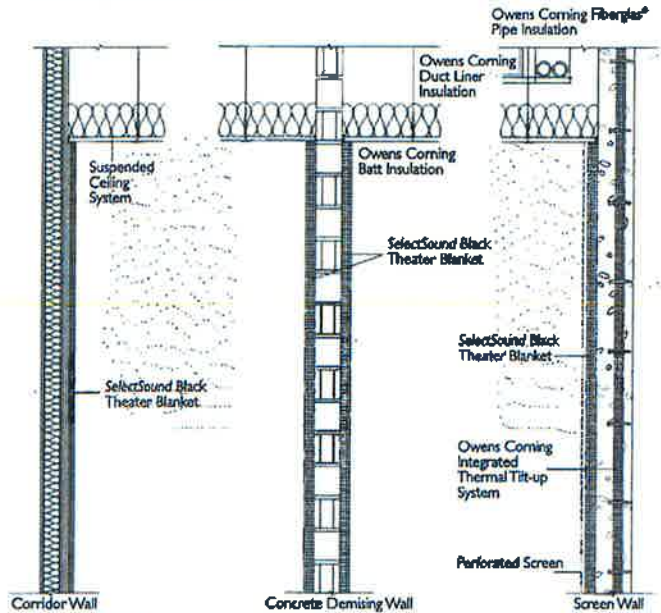 Owens Corning Fiberglas®
Pipe Insulation
Owens Corning
Duct Liner
Insulation
Suspended
Ceiling
System
Owens Corning
Batt Insulation
SelectSound Black
Theater Blanket
SelectSound Black
Theater Blanket
SelectSound Black
Theater Blanket
Owens Corning
Integrated
Thermal Tilt-up
System
Perforated Screen
Corridor Wall
Concrete Demising Wall
Screen Wall